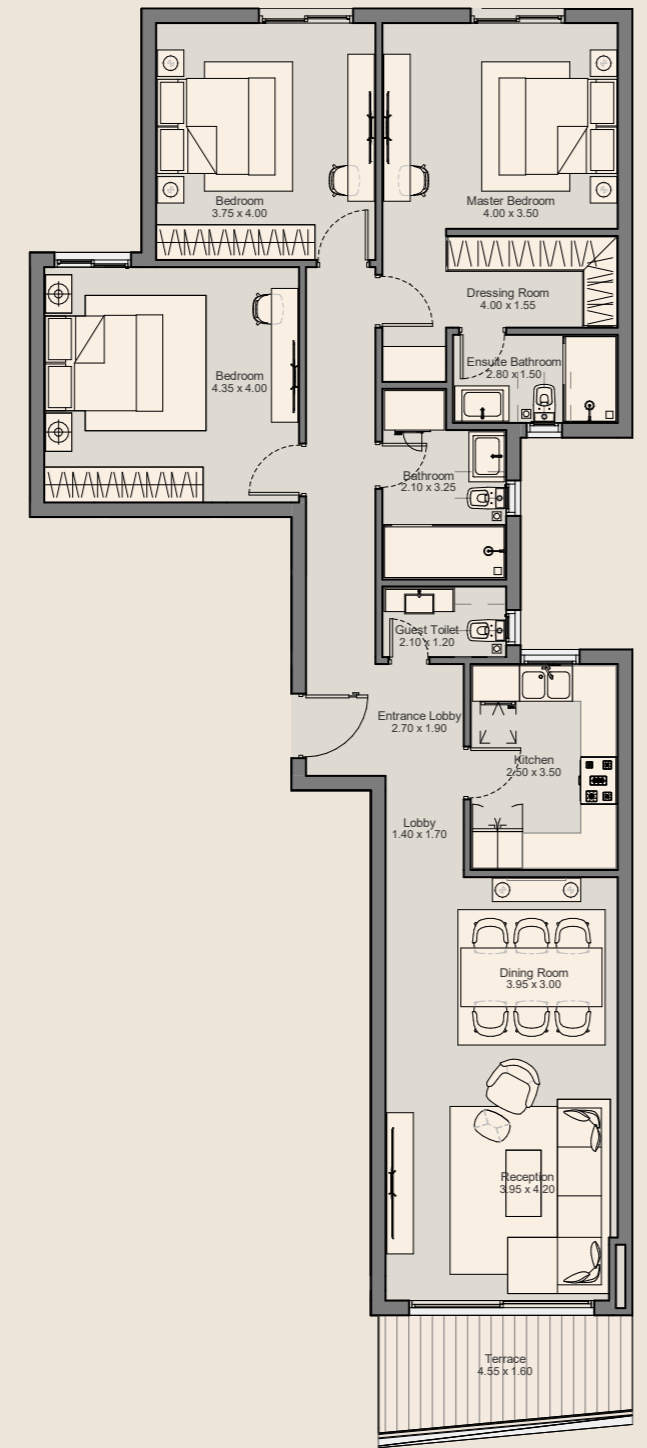 Bedroom
3.75 x 4.00
Master Bedroom
4.00 x 3.50
Dressing Room
4.00 x 1.55
Ensuite Bathroom
2.80 x 1.50
Bedroom
4.35 x 4.00
Bathroom
2.10 x 3.25
Guest Toilet
2.10 x 1.20
Entrance Lobby
2.70 x 1.90
Kitchen
2.50 x 3.50
Lobby
1.40 x 1.70
Dining Room
3.95 x 3.00
Reception
3.95 x 4.20
Terrace
4.55 x 1.60